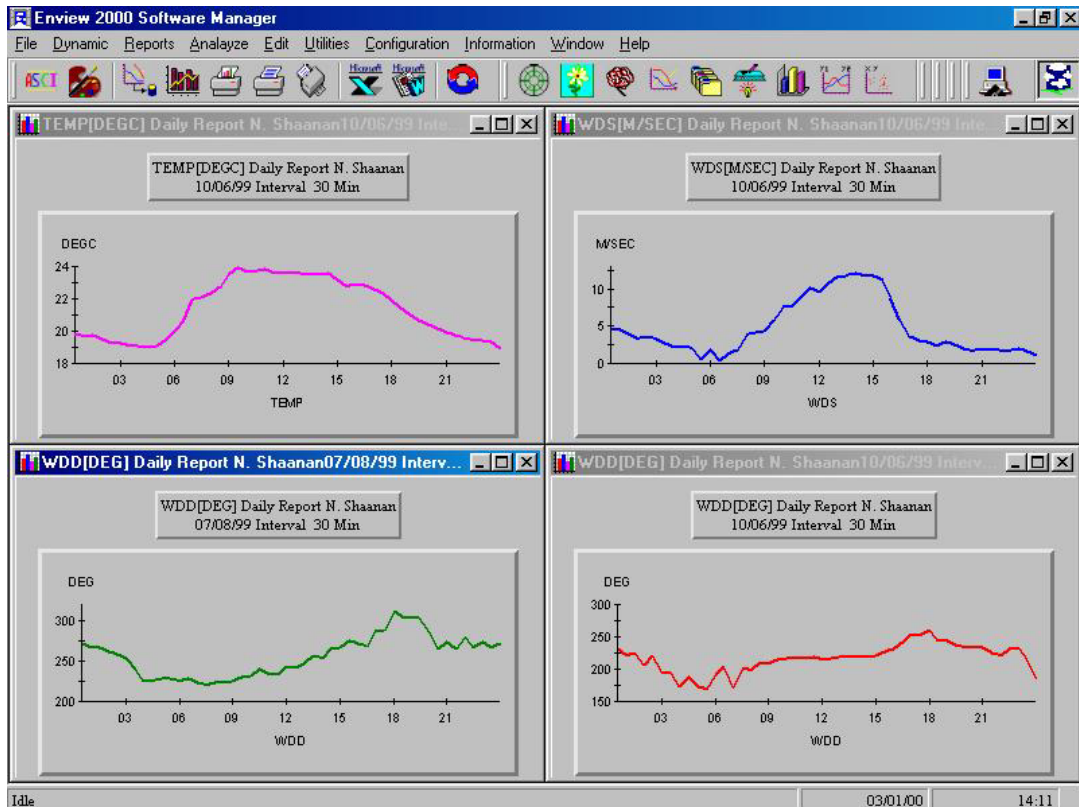 Enview 2000 Software Manager
File Dynamic Reports Analayze Edit Utilities Configuration Information Window Help
ASCI Microsoft Microsoft
TEMP[DEGC] Daily Report N. Shaanan10/06/99 Inte...
WDS[M/SEC] Daily Report N. Shaanan10/06/99 Inte...
TEMP[DEGC] Daily Report N. Shaanan
10/06/99 Interval 30 Min
DEGC
24
22
20
18
03 06 09 12 15 18 21
TEMP
WDS[M/SEC] Daily Report N. Shaanan
10/06/99 Interval 30 Min
M/SEC
10
5
0
03 06 09 12 15 18 21
WDS
WDD[DEG] Daily Report N. Shaanan07/08/99 Interv...
WDD[DEG] Daily Report N. Shaanan10/06/99 Interv...
WDD[DEG] Daily Report N. Shaanan
07/08/99 Interval 30 Min
DEG
300
250
200
03 06 09 12 15 18 21
WDD
WDD[DEG] Daily Report N. Shaanan
10/06/99 Interval 30 Min
DEG
300
250
200
150
03 06 09 12 15 18 21
WDD
Idle 03/01/00 14:11